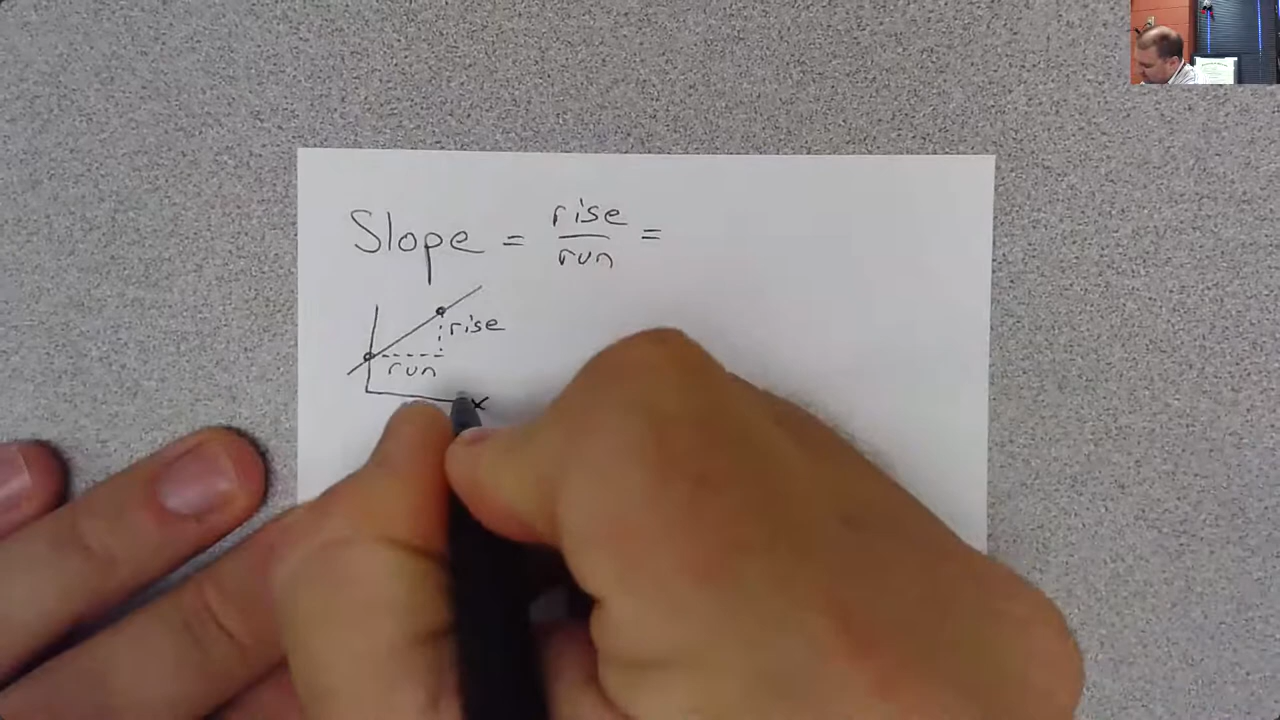 Slope = rise/run =
rise
run
x